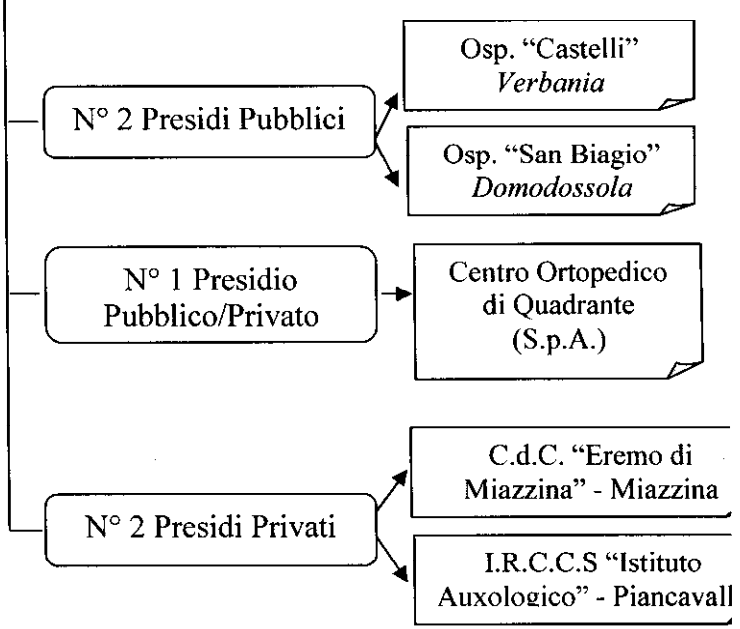 Osp. “Castelli”
Verbania
N° 2 Presidi Pubblici
Osp. “San Biagio”
Domodossola
N° 1 Presidio
Pubblico/Privato
Centro Ortopedico
di Quadrante
(S.p.A.)
C.d.C. “Eremo di
Miazzina” - Miazzina
N° 2 Presidi Privati
I.R.C.C.S “Istituto
Auxologico” - Piancavall